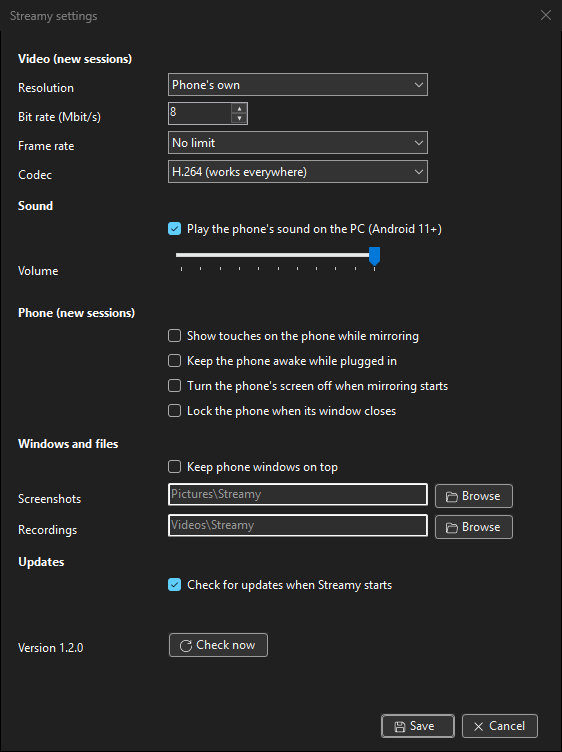 Streamy settings
Video (new sessions)
Resolution Phone's own
Bit rate (Mbit/s) 8
Frame rate No limit
Codec H.264 (works everywhere)
Sound
Play the phone's sound on the PC (Android 11+)
Volume
Phone (new sessions)
Show touches on the phone while mirroring
Keep the phone awake while plugged in
Turn the phone's screen off when mirroring starts
Lock the phone when its window closes
Windows and files
Keep phone windows on top
Screenshots Pictures\Streamy Browse
Recordings Videos\Streamy Browse
Updates
Check for updates when Streamy starts
Version 1.2.0 Check now
Save Cancel